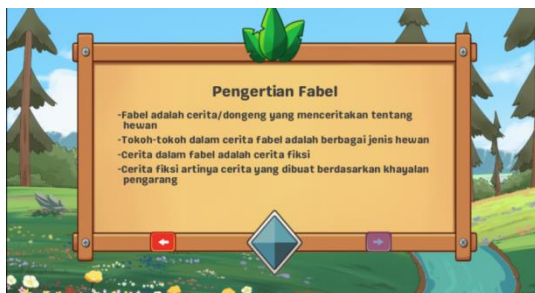 Pengertian Fabel
-Fabel adalah cerita/dongeng yang menceritakan tentang
hewan
-Tokoh-tokoh dalam cerita fabel adalah berbagai jenis hewan
-Cerita dalam fabel adalah cerita fiksi
-Cerita fiksi artinya cerita yang dibuat berdasarkan khayalan
pengarang